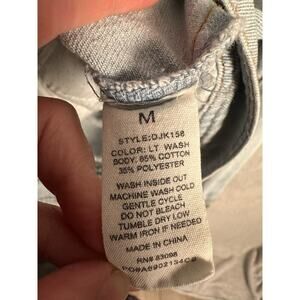 M
STYLE:DJK158
COLOR: LT WASH
BODY: 65% COTTON
35% POLYESTER
WASH INSIDE OUT
MACHINE WASH COLD
GENTLE CYCLE
DO NOT BLEACH
TUMBLE DRY LOW
WARM IRON IF NEEDED
MADE IN CHINA
RN# 83098